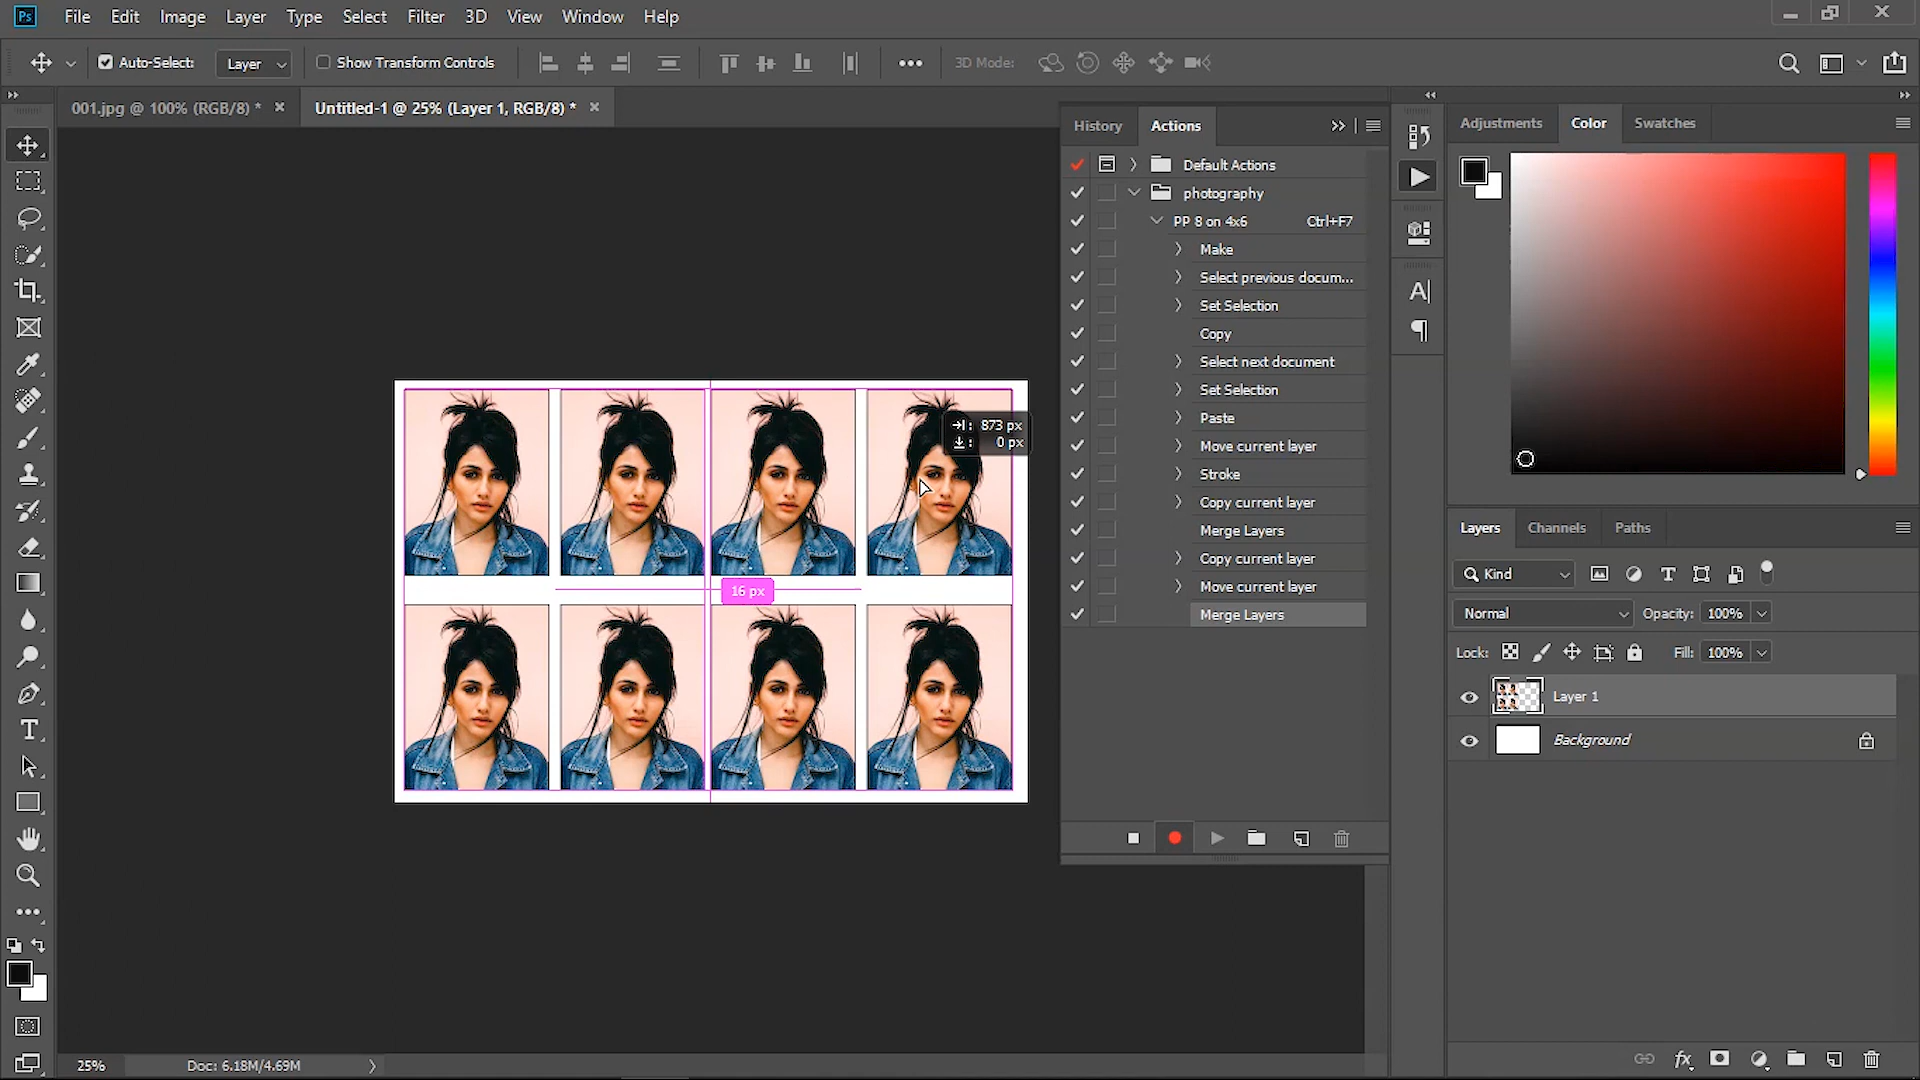 Ps File Edit Image Layer Type Select Filter 3D View Window Help
Auto-Select: Layer Show Transform Controls 3D Mode:
001.jpg @ 100% (RGB/8) * Untitled-1 @ 25% (Layer 1, RGB/8) *
History Actions
Default Actions
photography
PP 8 on 4x6 Ctrl+F7
Make
Select previous docum...
Set Selection
Copy
Select next document
Set Selection
Paste
Move current layer
Stroke
Copy current layer
Merge Layers
Copy current layer
Move current layer
Merge Layers
873 px
0 px
16 px
Adjustments Color Swatches
Layers Channels Paths
Kind
Normal Opacity: 100%
Lock: Fill: 100%
Layer 1
Background
25% Doc: 6.18M/4.69M